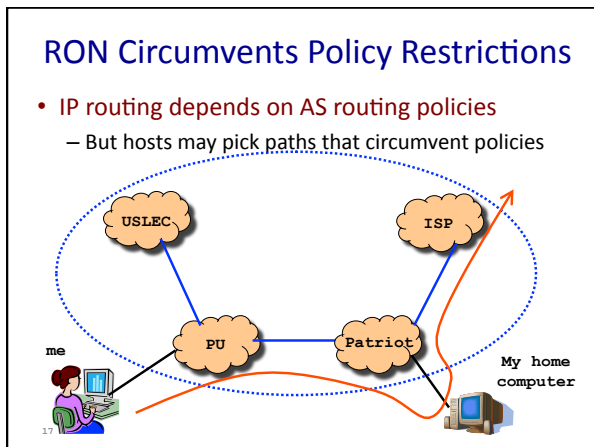 RON Circumvents Policy Restrictions
• IP routing depends on AS routing policies
– But hosts may pick paths that circumvent policies
USLEC
ISP
PU
Patriot
me
My home
computer
17